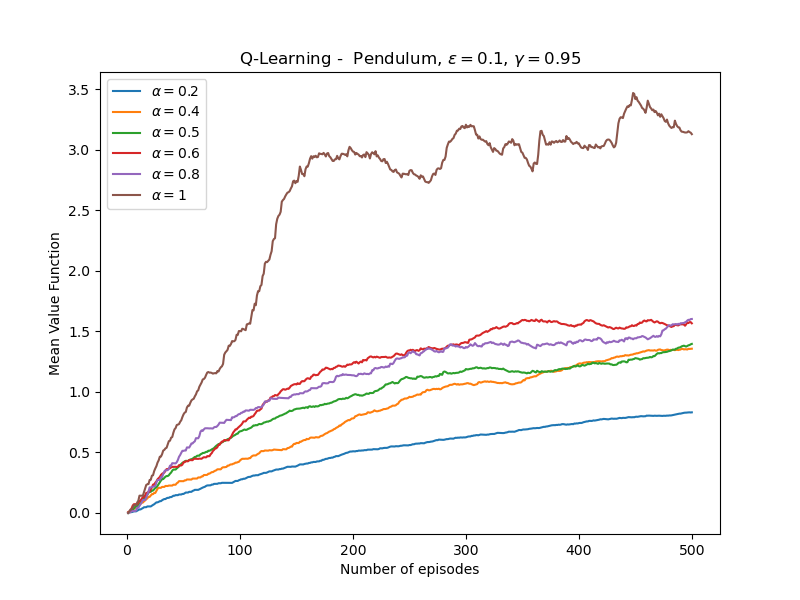 Q-Learning -  Pendulum, ε = 0.1, γ = 0.95
α = 0.2
α = 0.4
α = 0.5
α = 0.6
α = 0.8
α = 1
3.5
3.0
2.5
2.0
1.5
1.0
0.5
0.0
Mean Value Function
0 100 200 300 400 500
Number of episodes